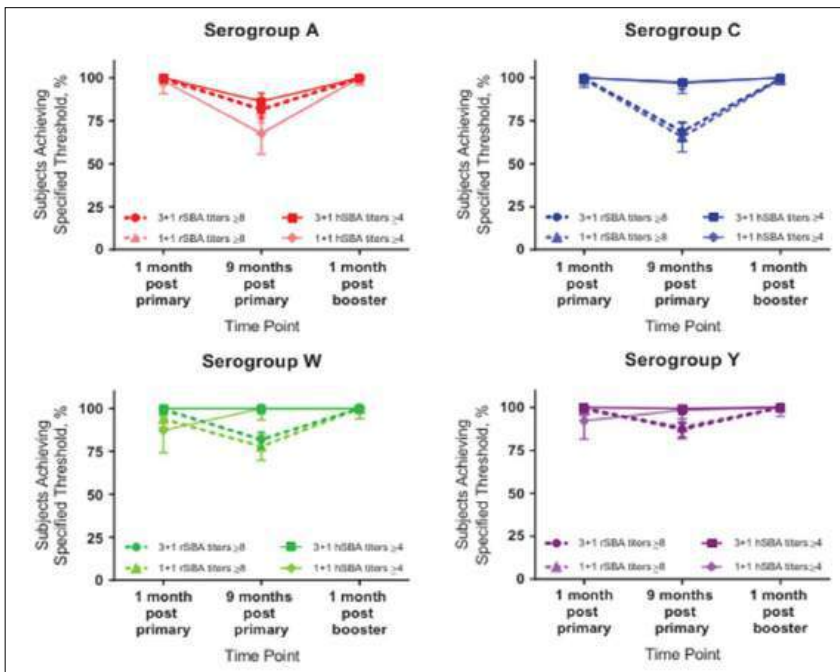 Serogroup A
Subjects Achieving
Specified Threshold, %
100
75
50
25
0
3+1 rSBA titers ≥8
3+1 hSBA titers ≥4
1+1 rSBA titers ≥8
1+1 hSBA titers ≥4
1 month
post
primary
9 months
post
primary
1 month
post
booster
Time Point
Serogroup C
Subjects Achieving
Specified Threshold, %
100
75
50
25
0
3+1 rSBA titers ≥8
3+1 hSBA titers ≥4
1+1 rSBA titers ≥8
1+1 hSBA titers ≥4
1 month
post
primary
9 months
post
primary
1 month
post
booster
Time Point
Serogroup W
Subjects Achieving
Specified Threshold, %
100
75
50
25
0
3+1 rSBA titers ≥8
3+1 hSBA titers ≥4
1+1 rSBA titers ≥8
1+1 hSBA titers ≥4
1 month
post
primary
9 months
post
primary
1 month
post
booster
Time Point
Serogroup Y
Subjects Achieving
Specified Threshold, %
100
75
50
25
0
3+1 rSBA titers ≥8
3+1 hSBA titers ≥4
1+1 rSBA titers ≥8
1+1 hSBA titers ≥4
1 month
post
primary
9 months
post
primary
1 month
post
booster
Time Point